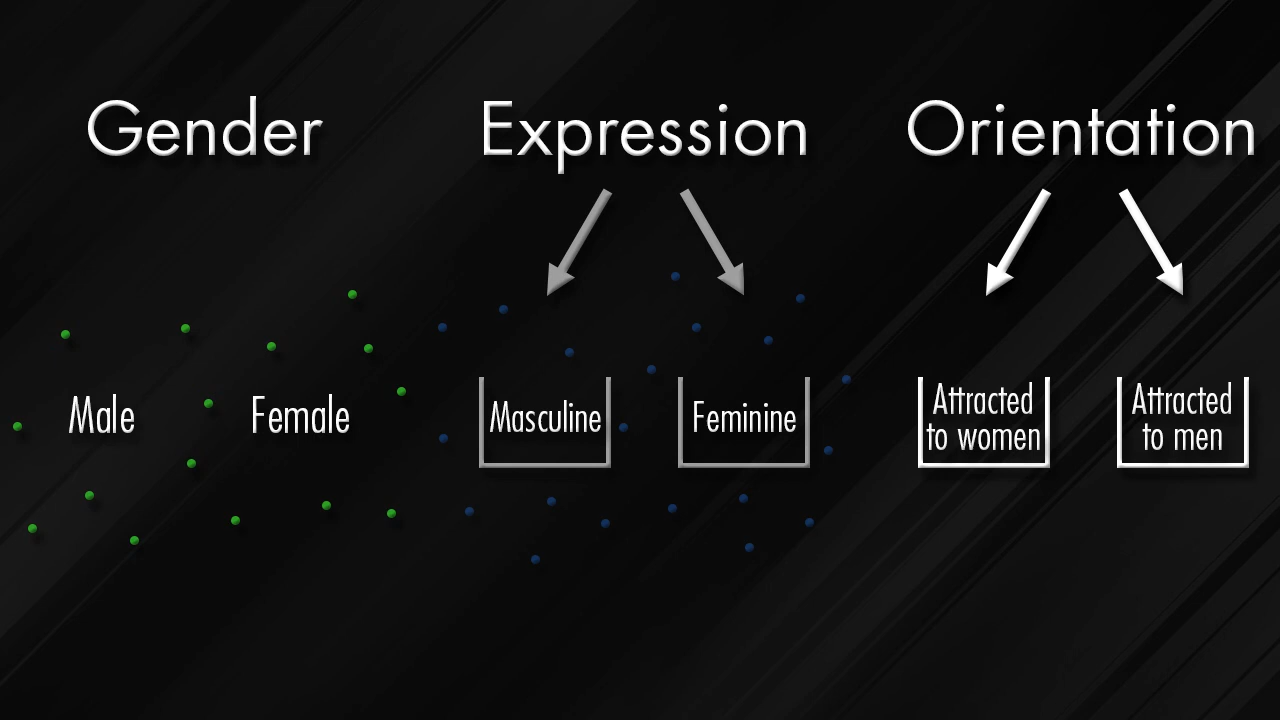 Gender
Male
Female
Expression
Masculine
Feminine
Orientation
Attracted
to women
Attracted
to men